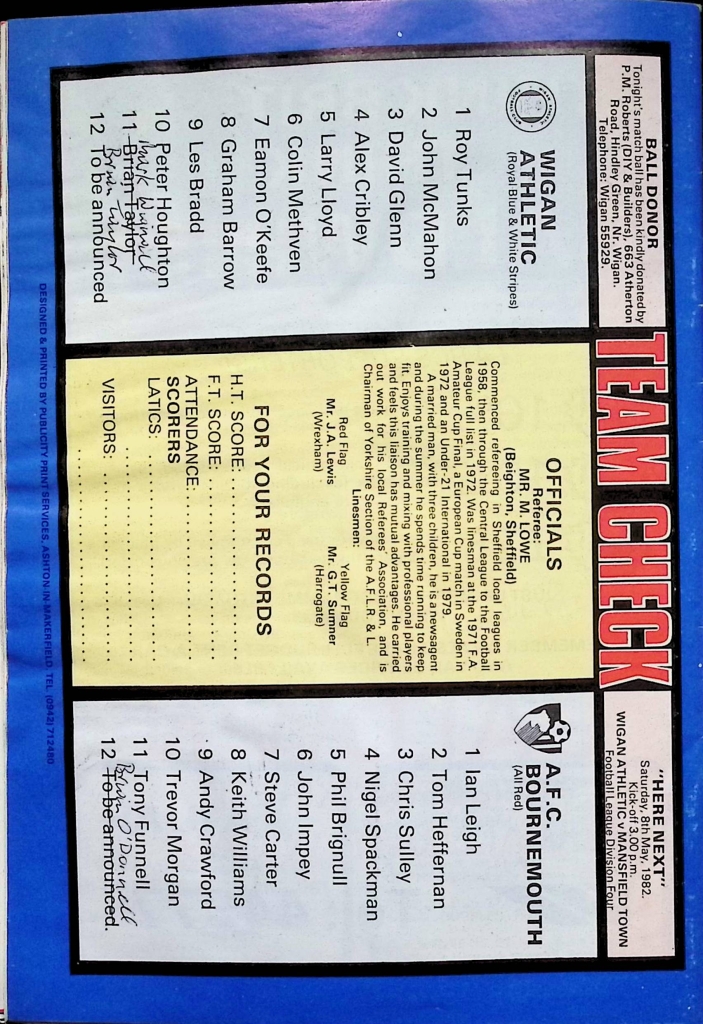 BALL DONOR
Tonight's match ball has been kindly donated by
P.M. Roberts (DIY & Builders), 663 Atherton
Road, Hindley Green, Nr. Wigan.
Telephone: Wigan 55929.
TEAM CHECK
"HERE NEXT"
Saturday, 8th May, 1982.
Kick-off 3.00 p.m.
WIGAN ATHLETIC v MANSFIELD TOWN
Football League Division Four
WIGAN
ATHLETIC
(Royal Blue & White Stripes)
1 Roy Tunks
2 John McMahon
3 David Glenn
4 Alex Cribley
5 Larry Lloyd
6 Colin Methven
7 Eamon O'Keefe
8 Graham Barrow
9 Les Bradd
10 Peter Houghton
Mark
11 Brian Taylor
Brian Taylor
12 To be announced
OFFICIALS
Referee:
MR. M. LOWE
(Beighton, Sheffield)
Commenced refereeing in Sheffield local leagues in
1958, then through the Central League to the Football
League full list in 1972. Was linesman at the 1971 F.A.
Amateur Cup Final, a European Cup match in Sweden in
1972 and an Under-21 International in 1979.
A married man, with three children, he is a newsagent
and during the summer he spends time running to keep
fit. Enjoys training and mixing with professional players
and feels this liaison has mutual advantages. He carried
out work for his local Referees' Association, and is
Chairman of Yorkshire Section of the A.F.L.R. & L.
Linesmen:
Red Flag
Mr. J.A. Lewis
(Wrexham)
Yellow Flag
Mr. G.T. Sumner
(Harrogate)
FOR YOUR RECORDS
H.T. SCORE:
F.T. SCORE:
ATTENDANCE:
SCORERS
LATICS:
VISITORS:
A.F.C.
BOURNEMOUTH
(All Red)
1 Ian Leigh
2 Tom Heffernan
3 Chris Sulley
4 Nigel Spackman
5 Phil Brignull
6 John Impey
7 Steve Carter
8 Keith Williams
9 Andy Crawford
10 Trevor Morgan
11 Tony Funnell
Brian O'Donnell
12 To be announced.
DESIGNED & PRINTED BY PUBLICITY PRINT SERVICES, ASHTON-IN-MAKERFIELD. TEL (0942) 712480